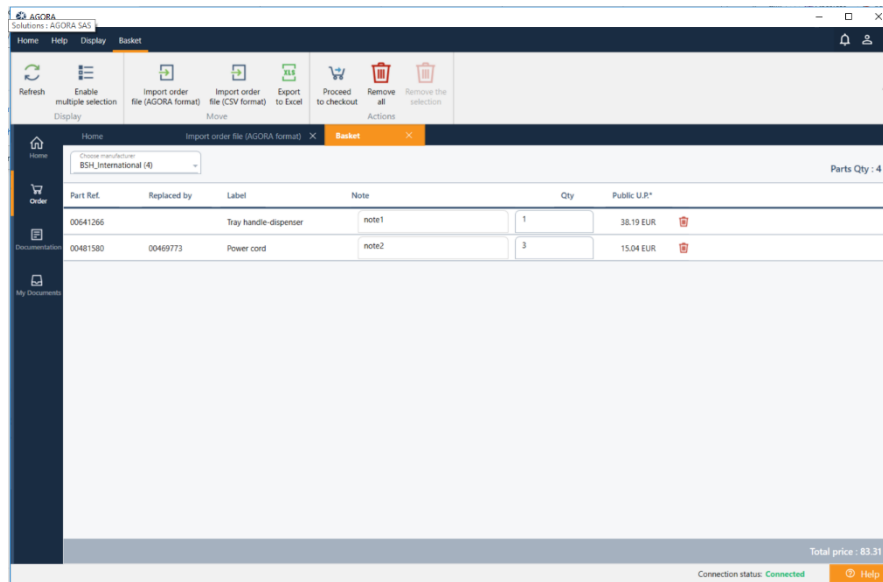 AGORA
Solutions : AGORA SAS
Home Help Display Basket
Refresh
Enable
multiple selection
Import order
file (AGORA format)
Import order
file (CSV format)
XLS
Export
to Excel
Proceed
to checkout
Remove
all
Remove the
selection
Display
Move
Actions
Home
Order
Documentation
My Documents
Home Import order file (AGORA format) Basket
Choose manufacturer
BSH_International (4)
Parts Qty : 4
Part Ref. Replaced by Label Note Qty Public U.P.*
00641266 Tray handle-dispenser note1 1 38.19 EUR
00481580 00469773 Power cord note2 3 15.04 EUR
Total price : 83.31
Connection status: Connected
Help